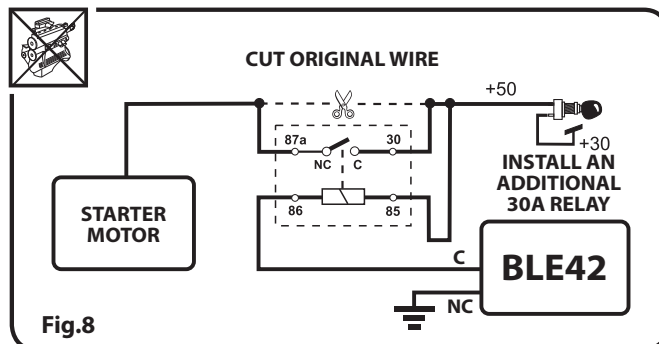 CUT ORIGINAL WIRE
+50
87a
30
NC
C
+30
INSTALL AN
ADDITIONAL
30A RELAY
STARTER
MOTOR
86
85
C
BLE42
NC
Fig.8